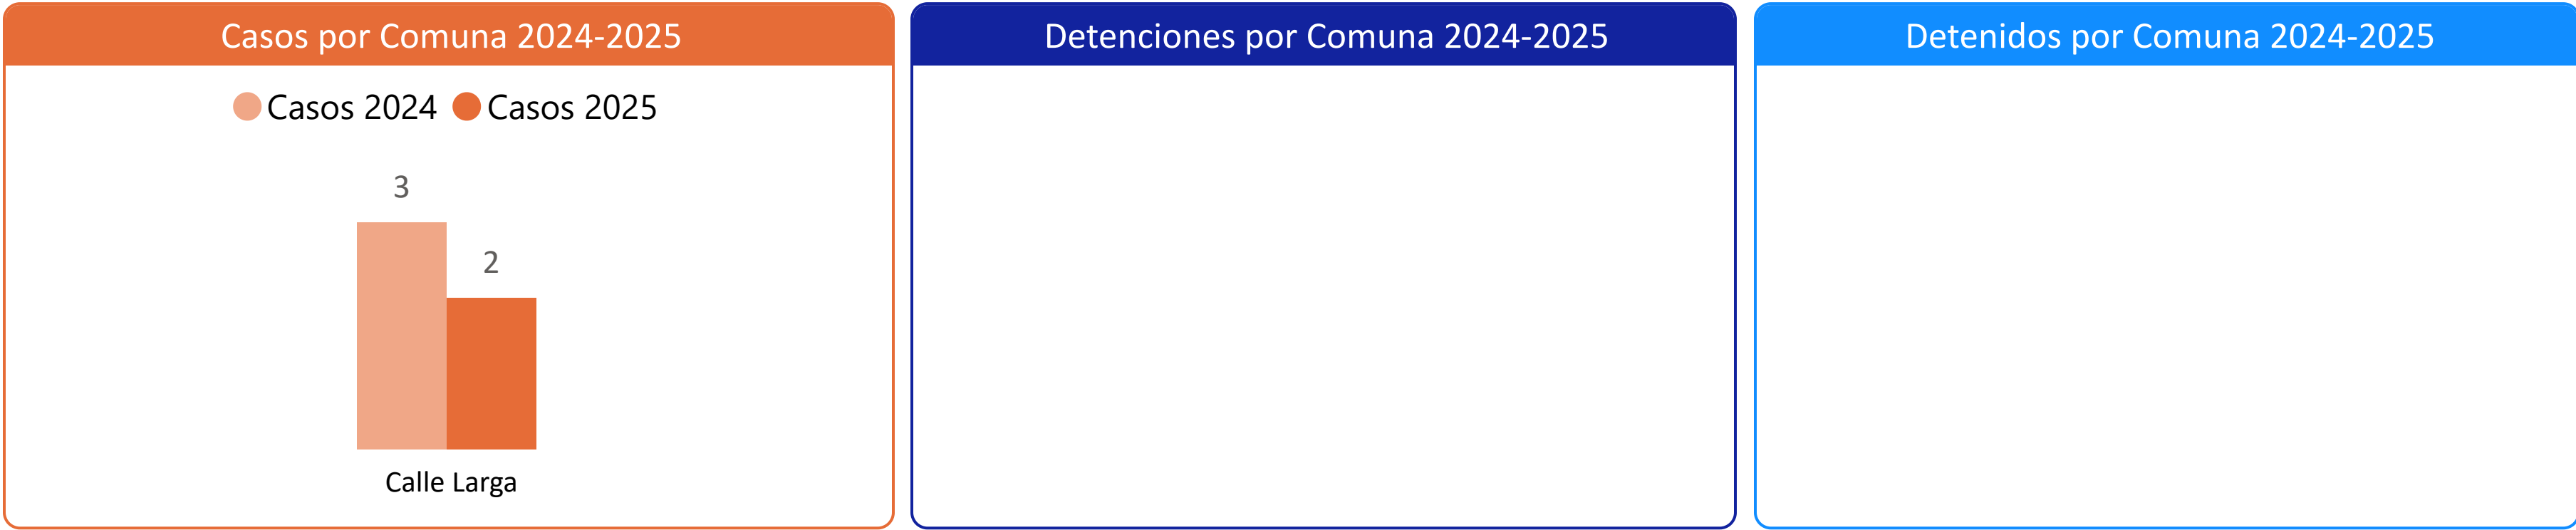 Casos por Comuna 2024-2025
Casos 2024 Casos 2025
3
2
Calle Larga
Detenciones por Comuna 2024-2025
Detenidos por Comuna 2024-2025